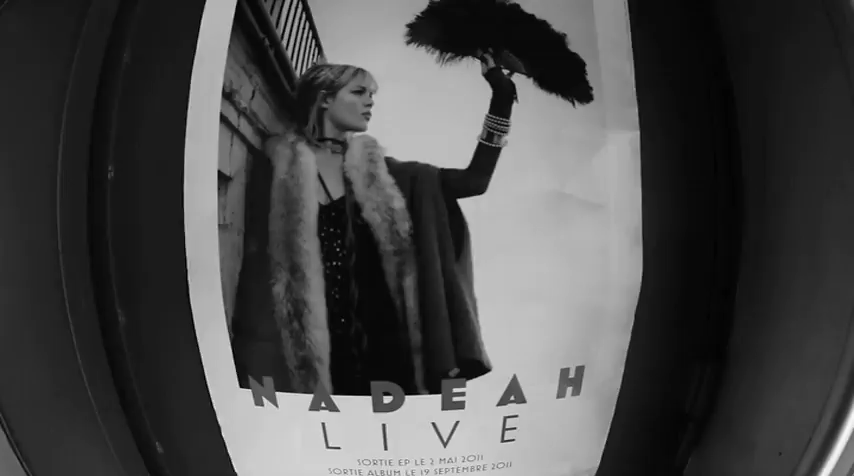 NADÉAH
LIVE
SORTIE EP LE 2 MAI 2011
SORTIE ALBUM LE 19 SEPTEMBRE 2011